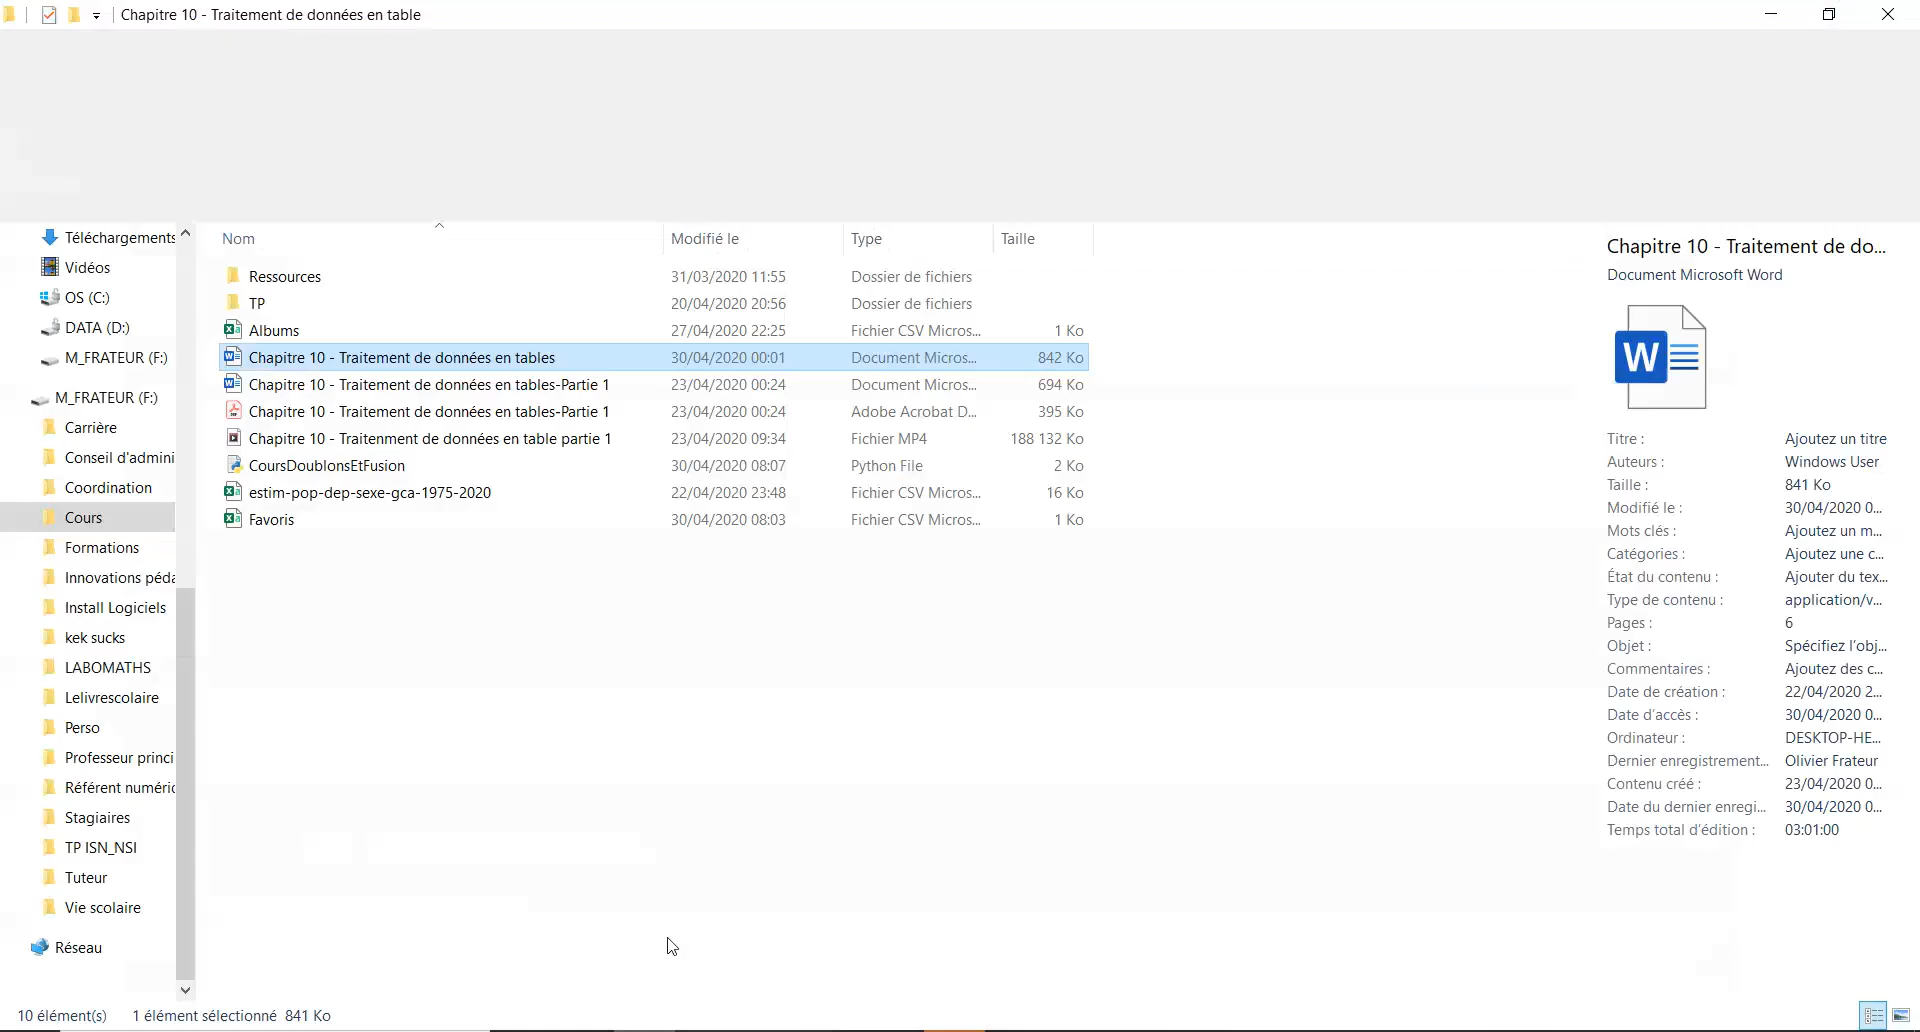 Chapitre 10 - Traitement de données en table
Téléchargements
Vidéos
OS (C:)
DATA (D:)
M_FRATEUR (F:)
M_FRATEUR (F:)
Carrière
Conseil d'admini
Coordination
Cours
Formations
Innovations péda
Install Logiciels
kek sucks
LABOMATHS
Lelivrescolaire
Perso
Professeur princi
Référent numéric
Stagiaires
TP ISN_NSI
Tuteur
Vie scolaire
Réseau
Nom Modifié le Type Taille
Ressources 31/03/2020 11:55 Dossier de fichiers
TP 20/04/2020 20:56 Dossier de fichiers
Albums 27/04/2020 22:25 Fichier CSV Micros... 1 Ko
Chapitre 10 - Traitement de données en tables 30/04/2020 00:01 Document Micros... 842 Ko
Chapitre 10 - Traitement de données en tables-Partie 1 23/04/2020 00:24 Document Micros... 694 Ko
Chapitre 10 - Traitement de données en tables-Partie 1 23/04/2020 00:24 Adobe Acrobat D... 395 Ko
Chapitre 10 - Traitenment de données en table partie 1 23/04/2020 09:34 Fichier MP4 188 132 Ko
CoursDoublonsEtFusion 30/04/2020 08:07 Python File 2 Ko
estim-pop-dep-sexe-gca-1975-2020 22/04/2020 23:48 Fichier CSV Micros... 16 Ko
Favoris 30/04/2020 08:03 Fichier CSV Micros... 1 Ko
Chapitre 10 - Traitement de do...
Document Microsoft Word
W
Titre : Ajoutez un titre
Auteurs : Windows User
Taille : 841 Ko
Modifié le : 30/04/2020 0...
Mots clés : Ajoutez un m...
Catégories : Ajoutez une c...
État du contenu : Ajouter du tex...
Type de contenu : application/v...
Pages : 6
Objet : Spécifiez l'obj...
Commentaires : Ajoutez des c...
Date de création : 22/04/2020 2...
Date d'accès : 30/04/2020 0...
Ordinateur : DESKTOP-HE...
Dernier enregistrement... Olivier Frateur
Contenu créé : 23/04/2020 0...
Date du dernier enregi... 30/04/2020 0...
Temps total d'édition : 03:01:00
10 élément(s) 1 élément sélectionné 841 Ko